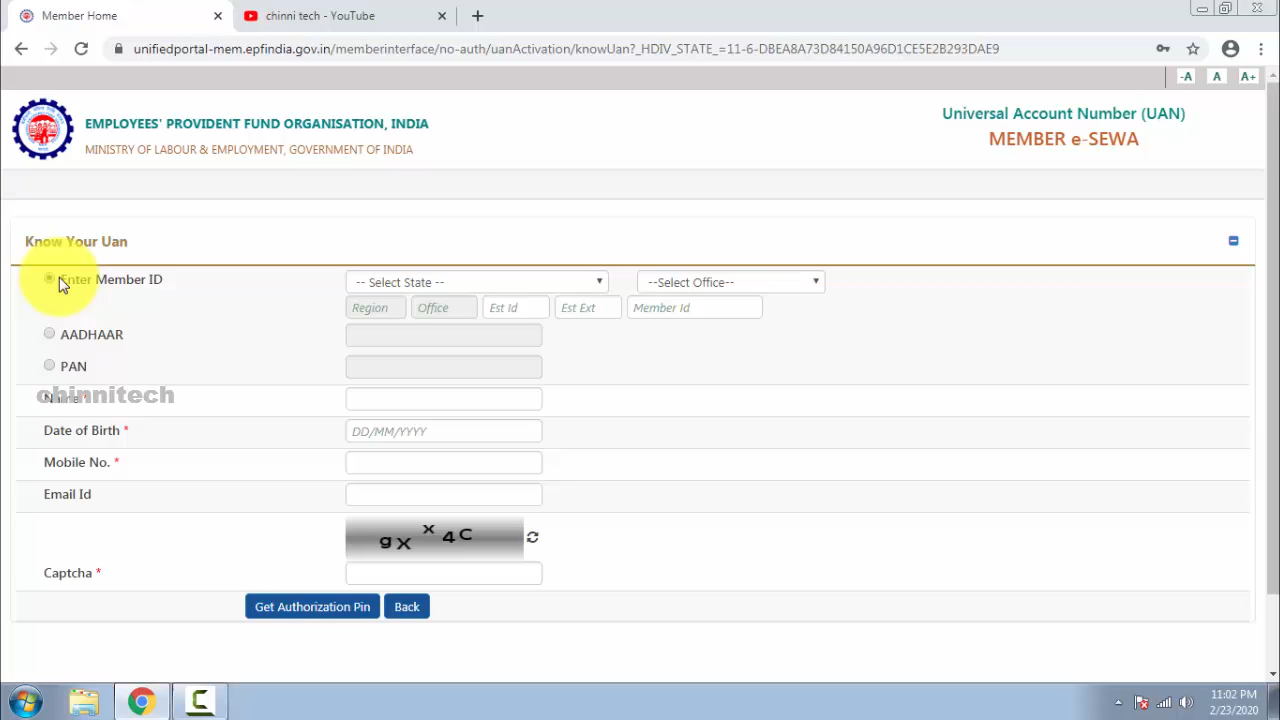 Member Home
chinni tech - YouTube
unifiedportal-mem.epfindia.gov.in/memberinterface/no-auth/uanActivation/knowUan?_HDIV_STATE_=11-6-DBEA8A73D84150A96D1CE5E2B293DAE9
-A A A+
EMPLOYEES' PROVIDENT FUND ORGANISATION, INDIA
MINISTRY OF LABOUR & EMPLOYMENT, GOVERNMENT OF INDIA
Universal Account Number (UAN)
MEMBER e-SEWA
Know Your Uan
Enter Member ID
-- Select State --
--Select Office--
Region Office Est Id Est Ext Member Id
AADHAAR
PAN
chinnitech
Name *
Date of Birth *
DD/MM/YYYY
Mobile No. *
Email Id
gXx4C
Captcha *
Get Authorization Pin
Back
11:02 PM
2/23/2020